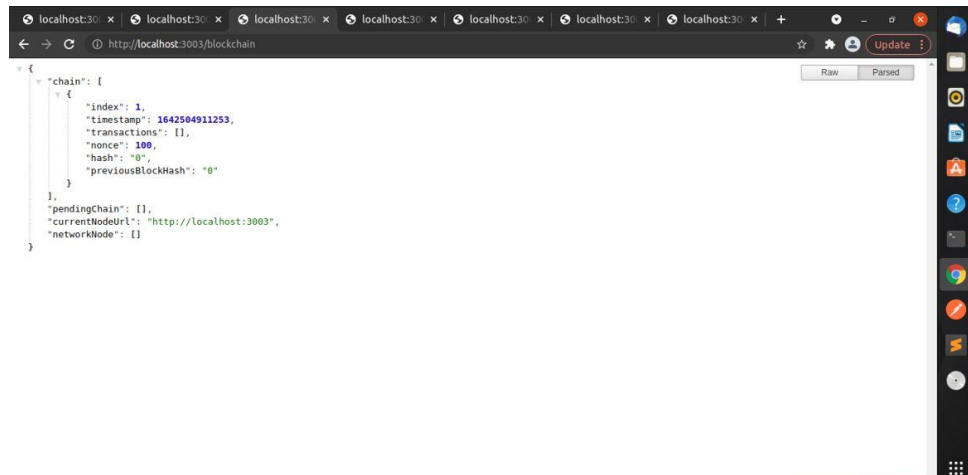 localhost:30 localhost:30 localhost:30 localhost:30 localhost:30 localhost:30 localhost:30
http://localhost:3003/blockchain Update
Raw Parsed
{
"chain": [
{
"index": 1,
"timestamp": 1642504911253,
"transactions": [],
"nonce": 100,
"hash": "0",
"previousBlockHash": "0"
}
],
"pendingChain": [],
"currentNodeUrl": "http://localhost:3003",
"networkNode": []
}